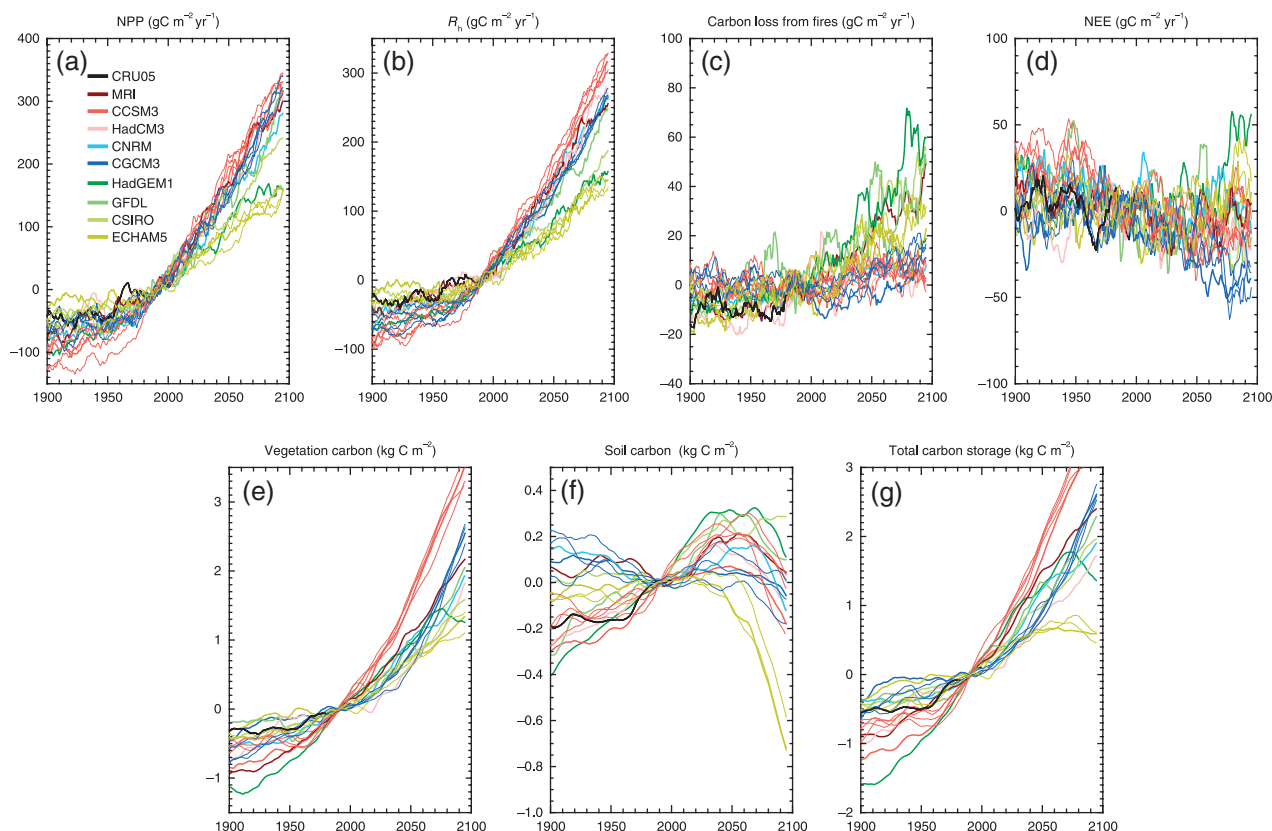 NPP (gC m⁻² yr⁻¹)
R_h (gC m⁻² yr⁻¹)
Carbon loss from fires (gC m⁻² yr⁻¹)
NEE (gC m⁻² yr⁻¹)
(a)
400
300
200
100
0
−100
1900 1950 2000 2050 2100
CRU05
MRI
CCSM3
HadCM3
CNRM
CGCM3
HadGEM1
GFDL
CSIRO
ECHAM5
(b)
300
200
100
0
−100
1900 1950 2000 2050 2100
(c)
100
80
60
40
20
0
−20
−40
1900 1950 2000 2050 2100
(d)
100
50
0
−50
−100
1900 1950 2000 2050 2100
Vegetation carbon (kg C m⁻²)
Soil carbon (kg C m⁻²)
Total carbon storage (kg C m⁻²)
(e)
3
2
1
0
−1
1900 1950 2000 2050 2100
(f)
0.4
0.2
0.0
−0.2
−0.4
−0.6
−0.8
−1.0
1900 1950 2000 2050 2100
(g)
3
2
1
0
−1
−2
1900 1950 2000 2050 2100